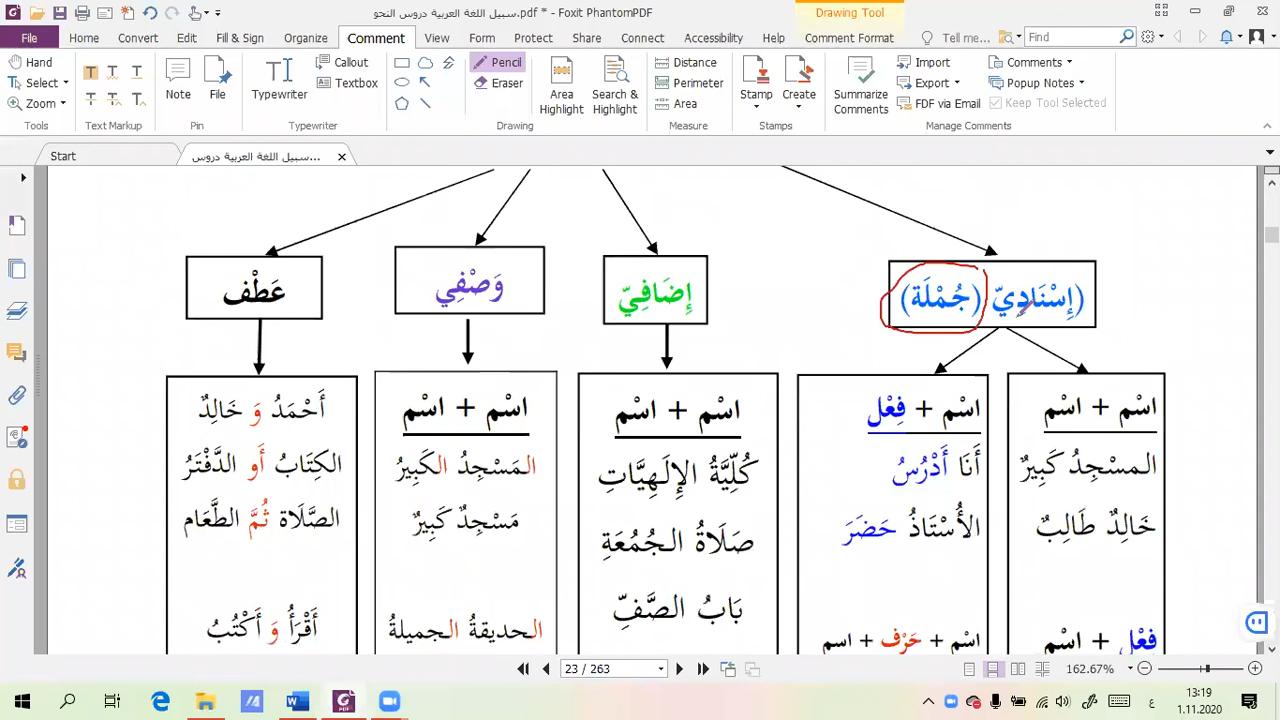 سبيل اللغة العربية دروس النحو.pdf * - Foxit PhantomPDF
Drawing Tool
File Home Convert Edit Fill & Sign Organize Comment View Form Protect Share Connect Accessibility Help Comment Format Tell me... Find
Hand
Select
Zoom
Tools
Text Markup
Note
File
Pin
Typewriter
Callout
Textbox
Typewriter
Pencil
Eraser
Drawing
Area Highlight
Search & Highlight
Distance
Perimeter
Area
Measure
Stamp
Create
Stamps
Summarize Comments
Import
Export
FDF via Email
Comments
Popup Notes
Keep Tool Selected
Manage Comments
Start
سبيل اللغة العربية دروس...
(إِسْنَادِيّ (جُمْلَة)
إِضَافِيّ
وَصْفِي
عَطْف
اسْم + اسْم
المسْجِدُ كَبِيرٌ
خَالِدٌ طَالِبٌ
فِعْل + اسْم
اسْم + فِعْل
أَنَا أَدْرُسُ
الأُسْتَاذُ حَضَرَ
اسْم + حَرْف + اسم
اسْم + اسْم
كُلِّيَّةُ الإِلَهِيَّاتِ
صَلَاةُ الجُمُعَةِ
بَابُ الصَّفِّ
اسْم + اسْم
المَسْجِدُ الكَبِيرُ
مَسْجِدٌ كَبِيرٌ
الحديقةُ الجميلةُ
أَحْمَدُ وَ خَالِدٌ
الكِتَابُ أَو الدَّفْتَرُ
الصَّلَاة ثُمَّ الطَّعَام
أَقْرَأُ وَ أَكْتُبُ
23 / 263
162.67%
ع
13:19
1.11.2020